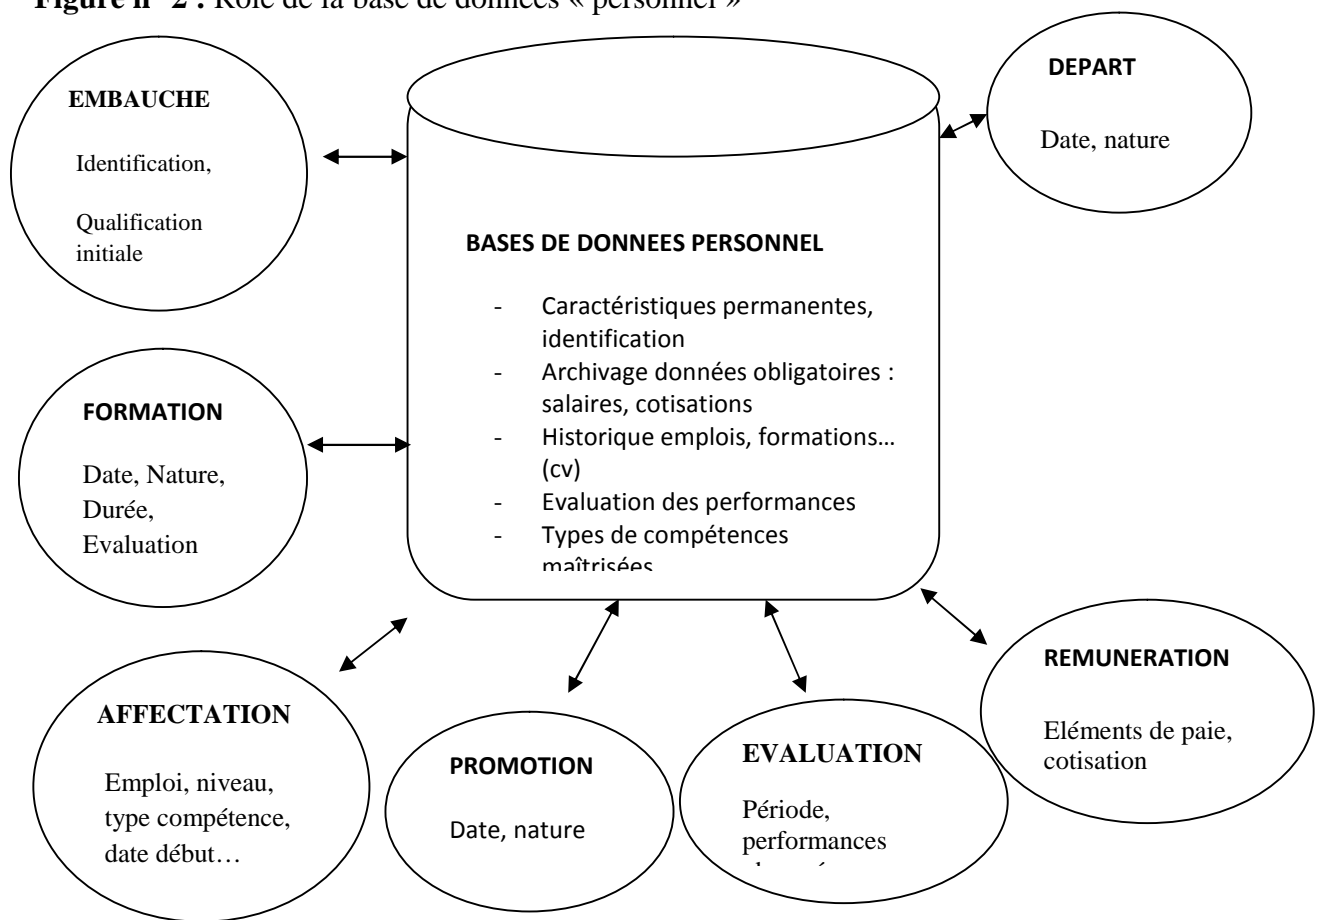 Figure n° 2 : Rôle de la base de données « personnel »
EMBAUCHE
Identification,
Qualification
initiale
DEPART
Date, nature
BASES DE DONNEES PERSONNEL
- Caractéristiques permanentes,
identification
- Archivage données obligatoires :
salaires, cotisations
- Historique emplois, formations…
(cv)
- Evaluation des performances
- Types de compétences
maîtrisées
FORMATION
Date, Nature,
Durée,
Evaluation
AFFECTATION
Emploi, niveau,
type compétence,
date début…
PROMOTION
Date, nature
EVALUATION
Période,
performances
REMUNERATION
Eléments de paie,
cotisation